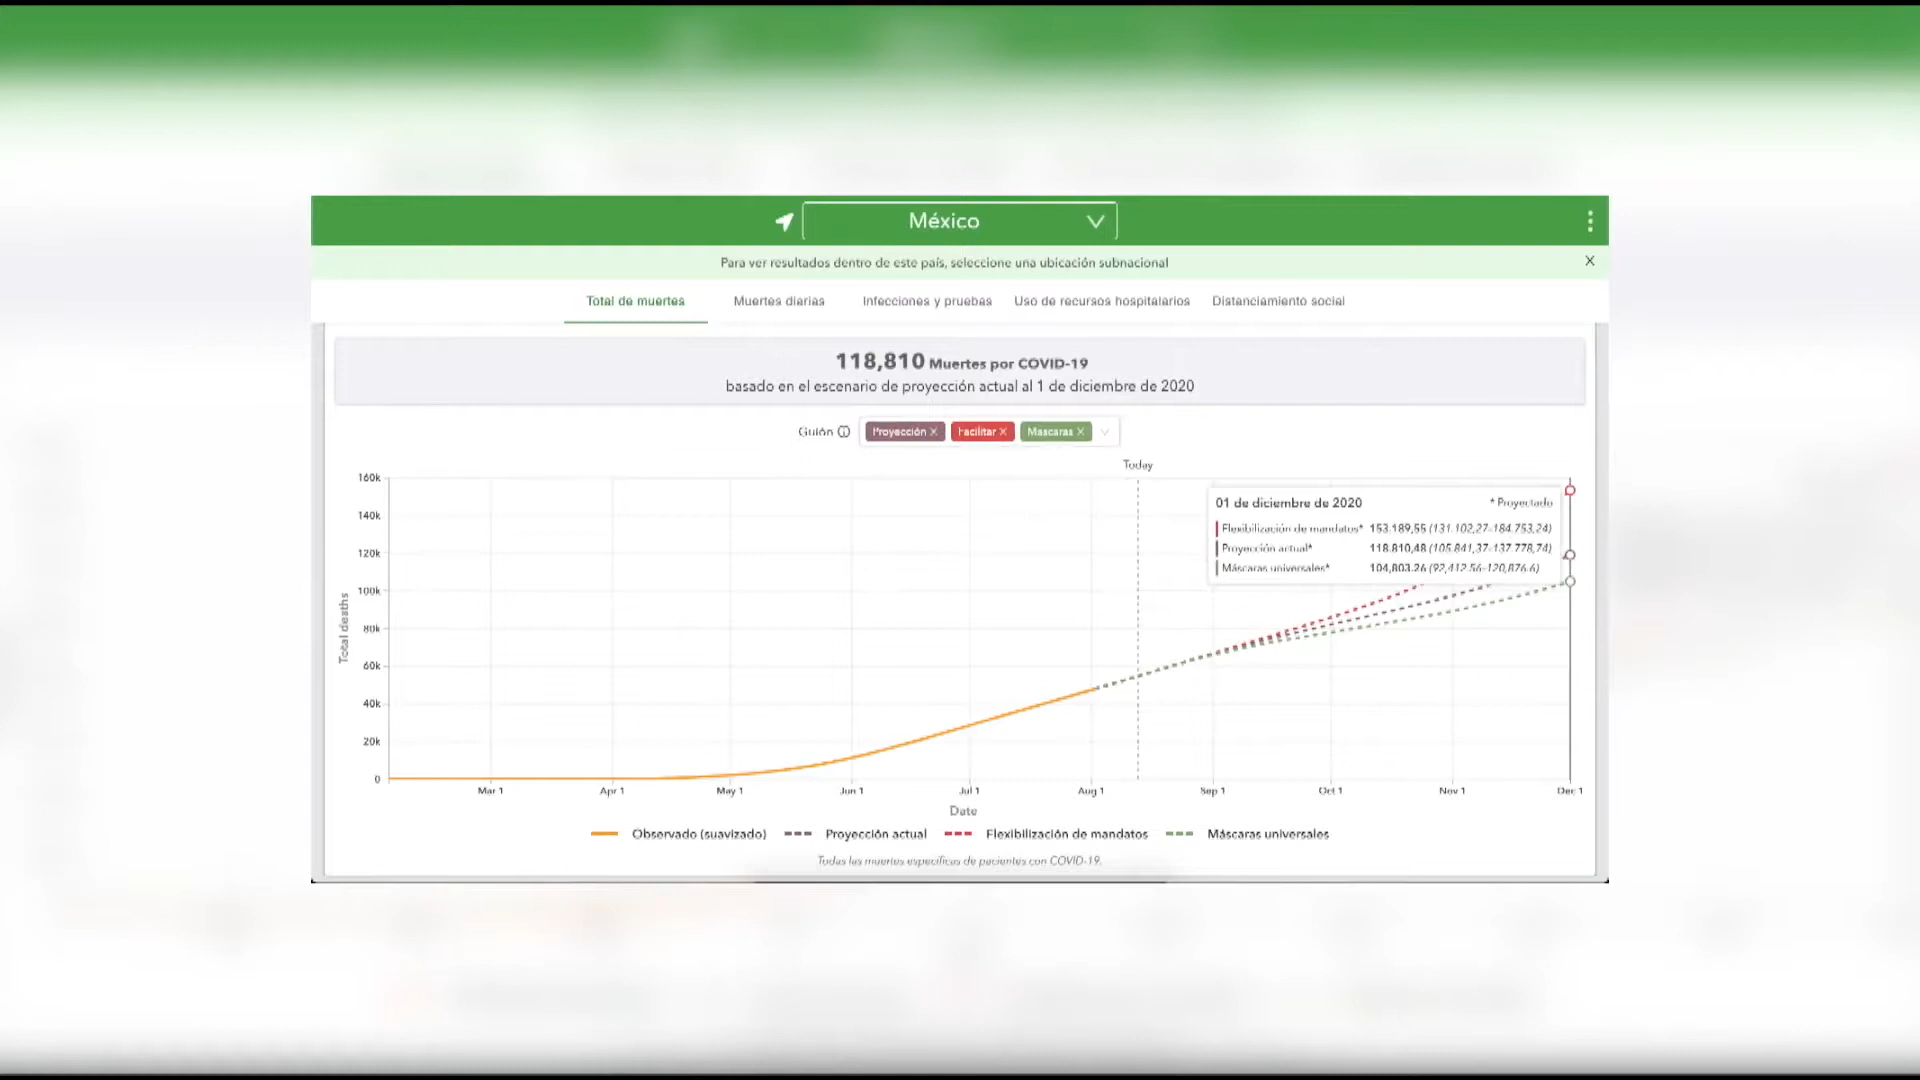 México
Para ver resultados dentro de este país, seleccione una ubicación subnacional X
Total de muertes Muertes diarias Infecciones y pruebas Uso de recursos hospitalarios Distanciamiento social
118,810 Muertes por COVID-19
basado en el escenario de proyección actual al 1 de diciembre de 2020
Guión Proyección X Facilitar X Mascaras X
Today
160k
140k
120k
100k
80k
60k
40k
20k
0
Total deaths
01 de diciembre de 2020 * Proyectado
Flexibilización de mandatos* 153.189,55 (131.102,27-184.753,24)
Proyección actual* 118.810,48 (105.841,37-137.778,74)
Máscaras universales* 104,803.26 (92,412.56-120,876.6)
Mar 1 Apr 1 May 1 Jun 1 Jul 1 Aug 1 Sep 1 Oct 1 Nov 1 Dec 1
Date
Observado (suavizado) Proyección actual Flexibilización de mandatos Máscaras universales
Todas las muertes específicas de pacientes con COVID-19.